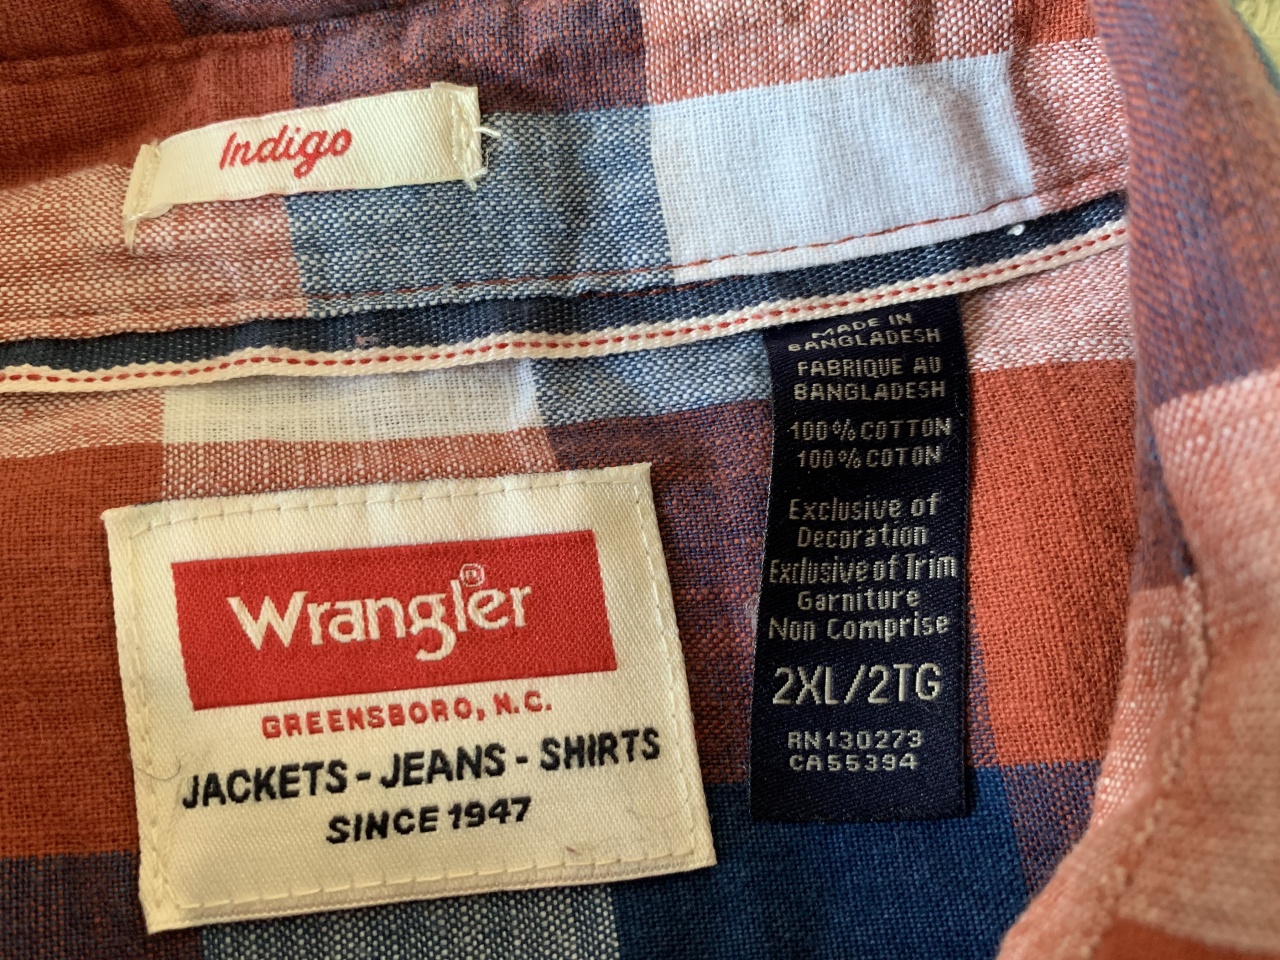 Indigo
Wrangler®
GREENSBORO, N.C.
JACKETS - JEANS - SHIRTS
SINCE 1947
MADE IN
BANGLADESH
FABRIQUE AU
BANGLADESH
100% COTTON
100% COTON
Exclusive of
Decoration
Exclusive of Trim
Garniture
Non Comprise
2XL/2TG
RN130273
CA55394